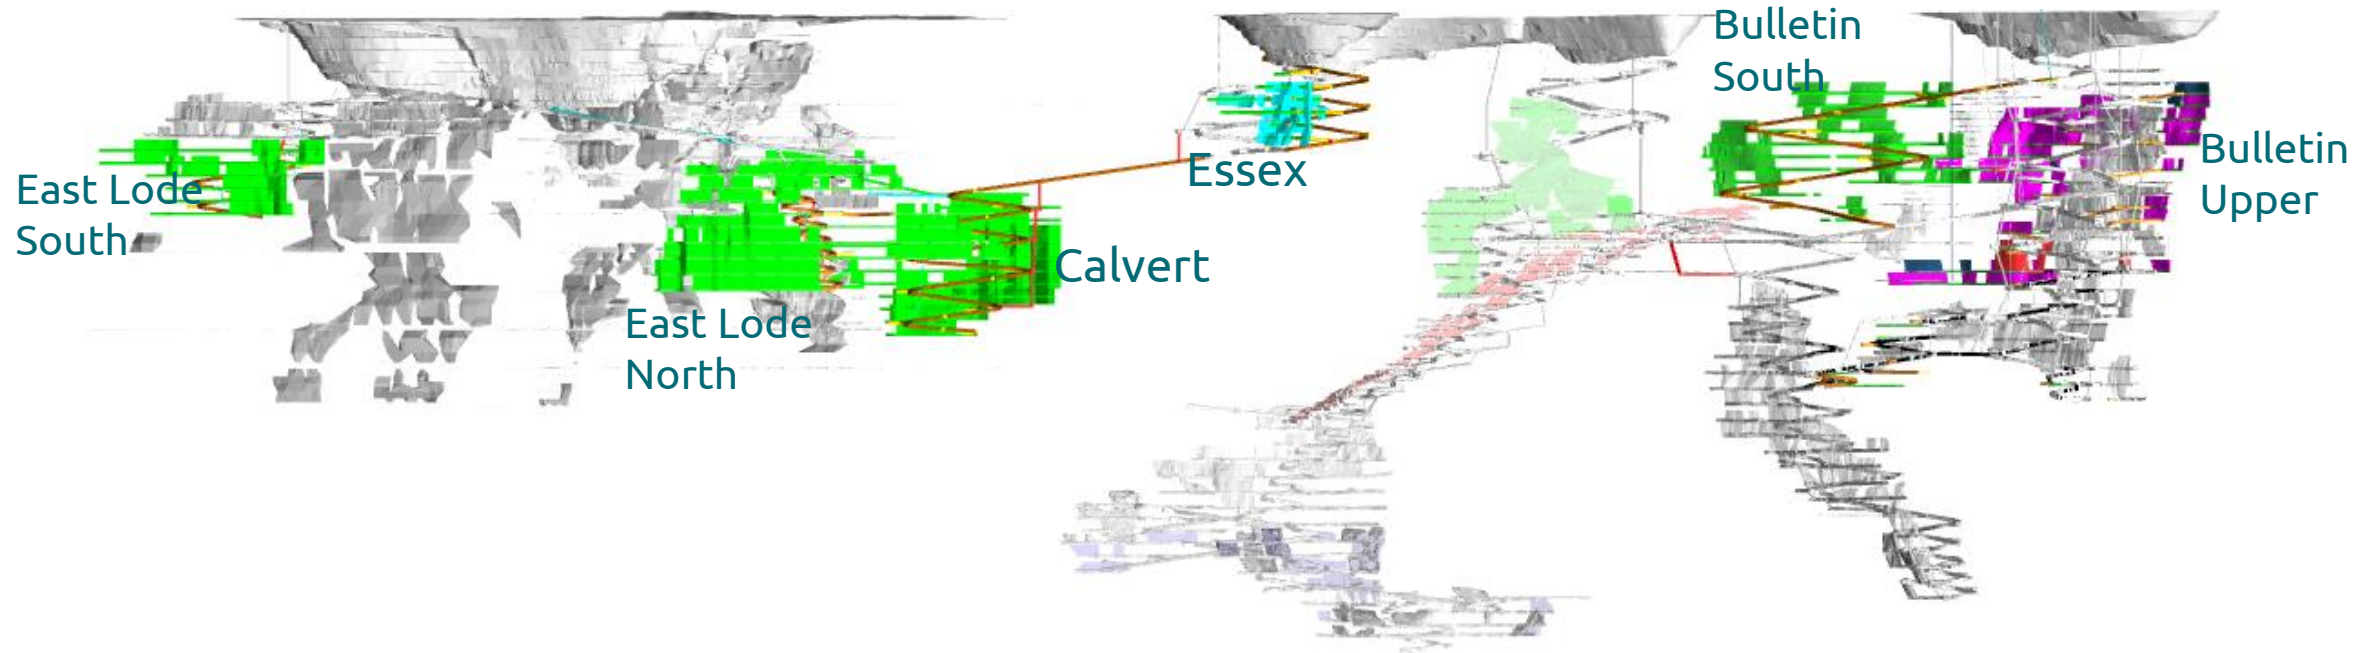 Bulletin
South
Bulletin
Upper
Essex
East Lode
South
Calvert
East Lode
North